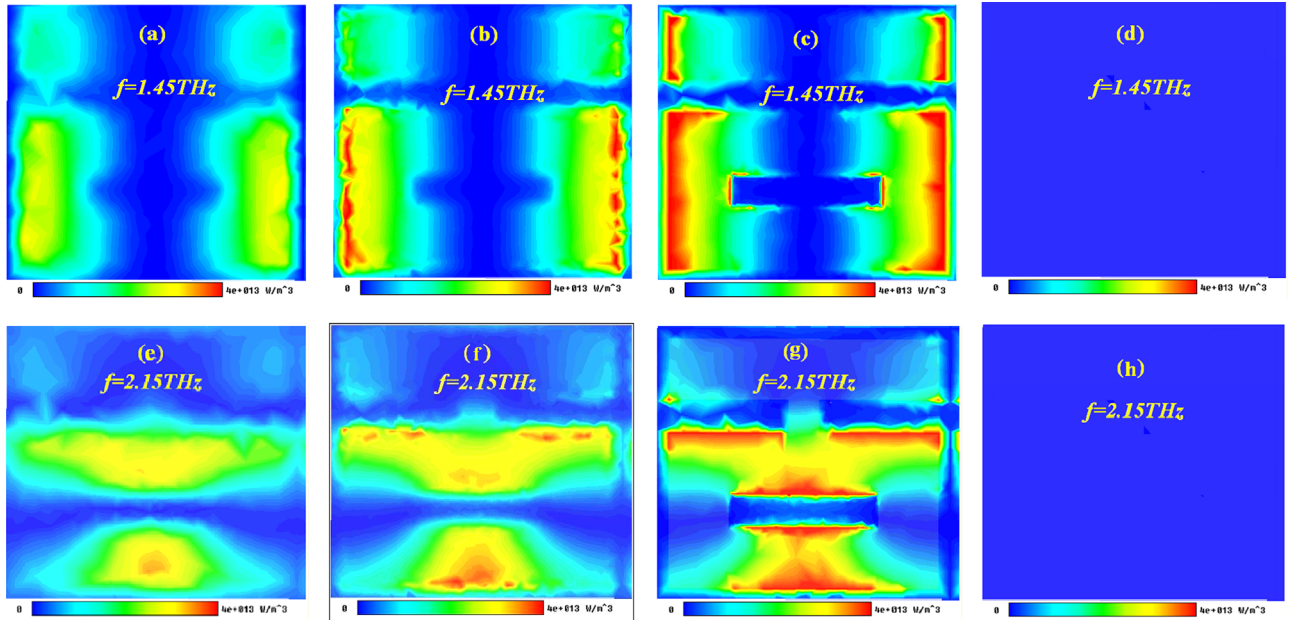 (a)
f=1.45THz
0 4e+013 W/m^3
(b)
f=1.45THz
0 4e+013 W/m^3
(c)
f=1.45THz
0 4e+013 W/m^3
(d)
f=1.45THz
0 4e+013 W/m^3
(e)
f=2.15THz
0 4e+013 W/m^3
(f)
f=2.15THz
0 4e+013 W/m^3
(g)
f=2.15THz
0 4e+013 W/m^3
(h)
f=2.15THz
0 4e+013 W/m^3